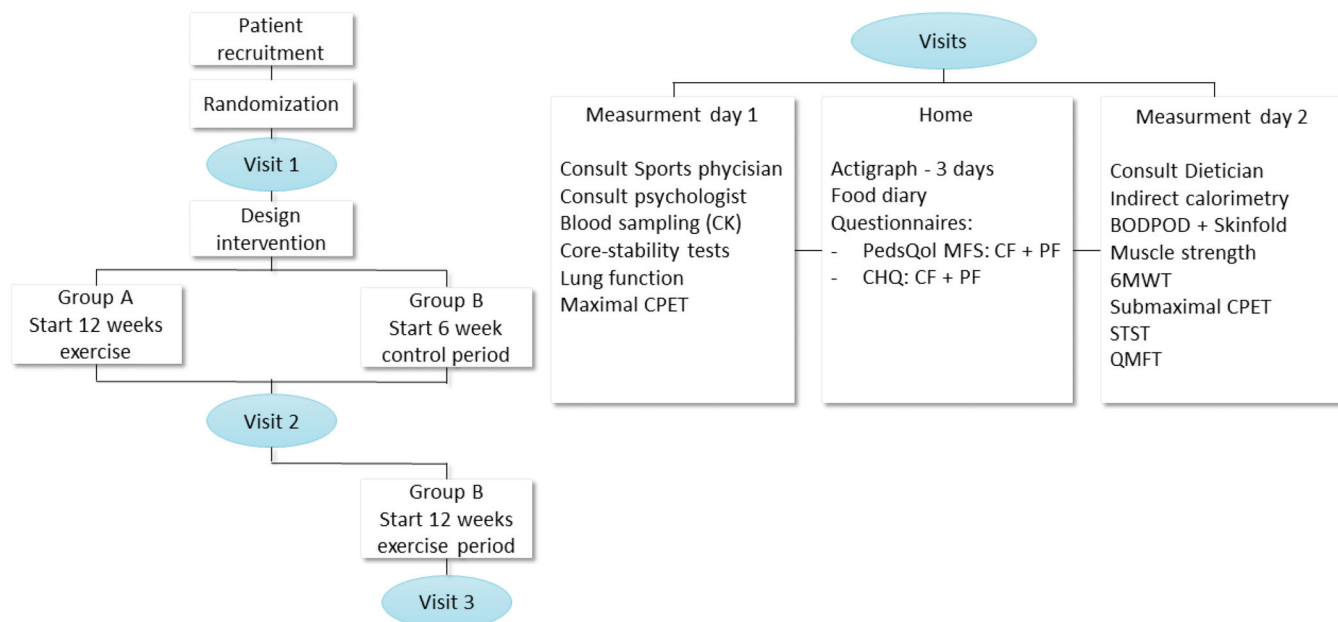 Patient
recruitment
Randomization
Visit 1
Design
intervention
Group A
Start 12 weeks
exercise
Group B
Start 6 week
control period
Visit 2
Group B
Start 12 weeks
exercise period
Visit 3
Visits
Measurment day 1
Consult Sports phycisian
Consult psychologist
Blood sampling (CK)
Core-stability tests
Lung function
Maximal CPET
Home
Actigraph - 3 days
Food diary
Questionnaires:
- PedsQol MFS: CF + PF
- CHQ: CF + PF
Measurment day 2
Consult Dietician
Indirect calorimetry
BODPOD + Skinfold
Muscle strength
6MWT
Submaximal CPET
STST
QMFT